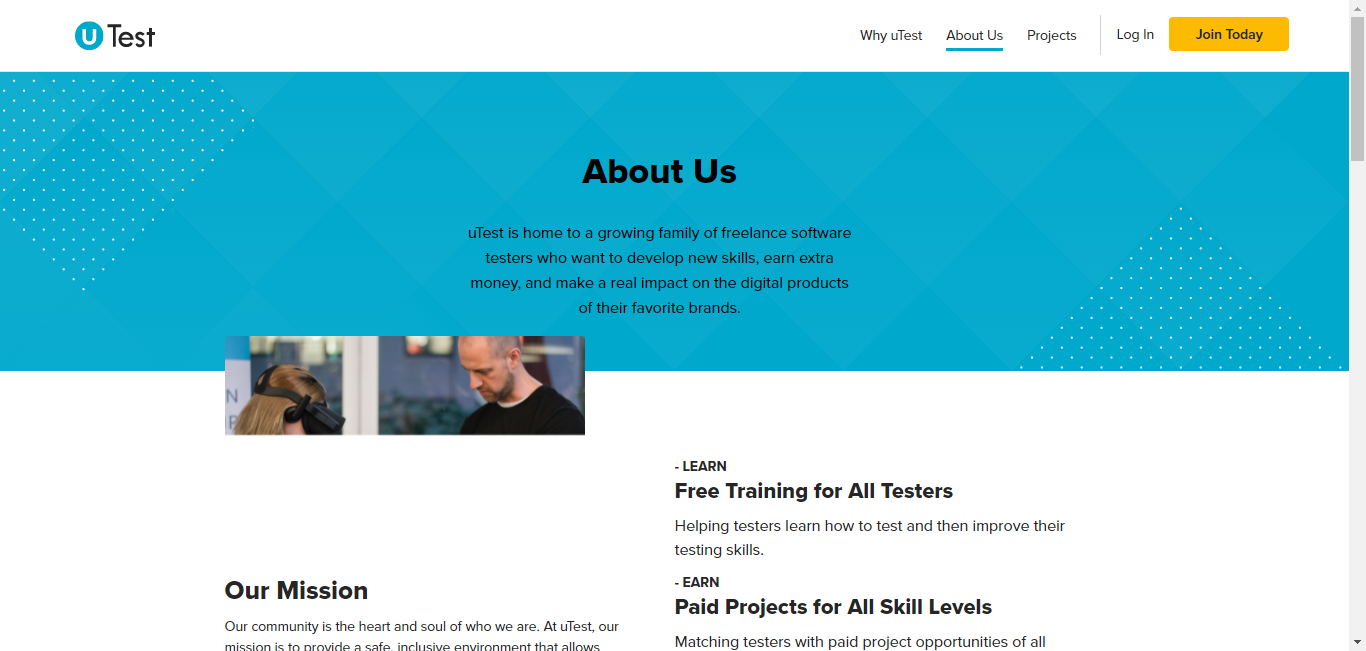 uTest
Why uTest
About Us
Projects
Log In
Join Today
About Us
uTest is home to a growing family of freelance software
testers who want to develop new skills, earn extra
money, and make a real impact on the digital products
of their favorite brands.
N
P
- LEARN
Free Training for All Testers
Helping testers learn how to test and then improve their
testing skills.
- EARN
Paid Projects for All Skill Levels
Matching testers with paid project opportunities of all
Our Mission
Our community is the heart and soul of who we are. At uTest, our
mission is to provide a safe, inclusive environment that allows